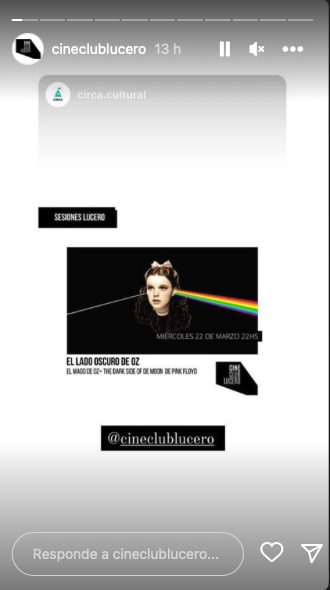 cineclublucero 13 h
circa.cultural
SESIONES LUCERO
MIÉRCOLES 22 DE MARZO 22HS
EL LADO OSCURO DE OZ
EL MAGO DE OZ+ THE DARK SIDE OF DE MOON DE PINK FLOYD
CINE
CLUB
LUCERO
@cineclublucero
Responde a cineclublucero...